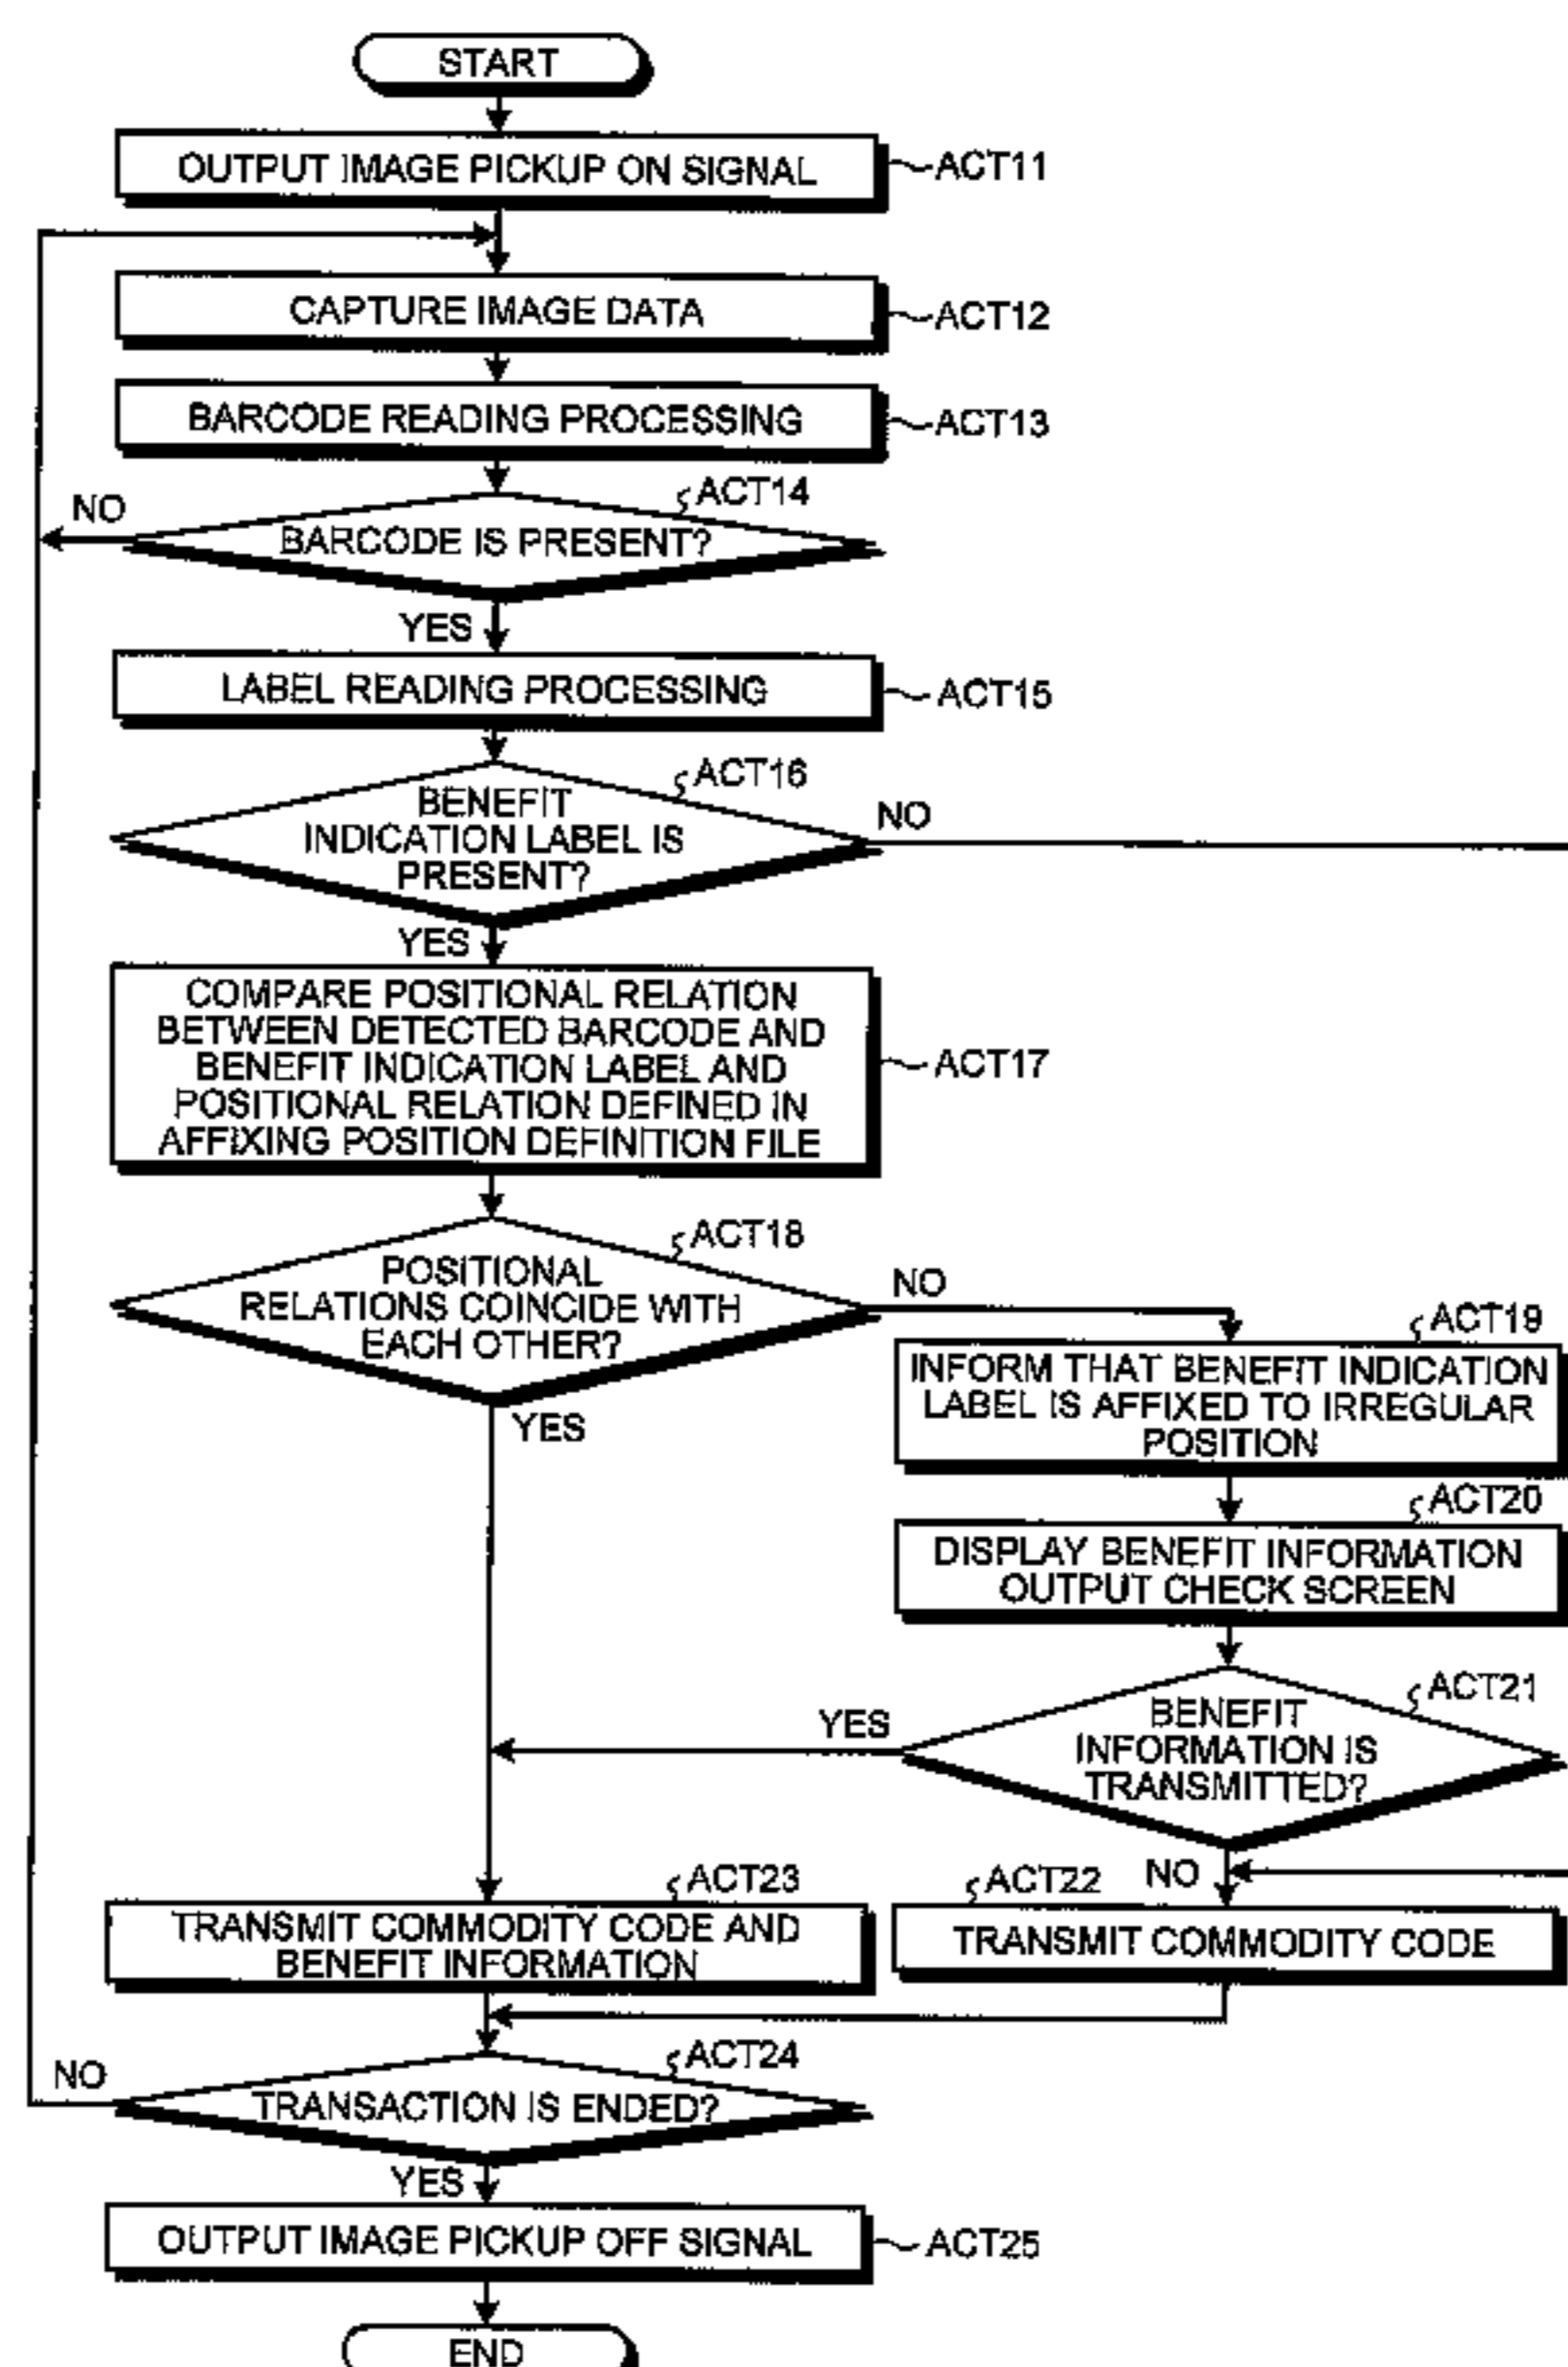 START
OUTPUT IMAGE PICKUP ON SIGNAL
ACT11
CAPTURE IMAGE DATA
ACT12
BARCODE READING PROCESSING
ACT13
ACT14
NO
BARCODE IS PRESENT?
YES
LABEL READING PROCESSING
ACT15
ACT16
BENEFIT
INDICATION LABEL IS
PRESENT?
NO
YES
COMPARE POSITIONAL RELATION
BETWEEN DETECTED BARCODE AND
BENEFIT INDICATION LABEL AND
POSITIONAL RELATION DEFINED IN
AFFIXING POSITION DEFINITION FILE
ACT17
ACT18
POSITIONAL
RELATIONS COINCIDE WITH
EACH OTHER?
NO
YES
ACT19
INFORM THAT BENEFIT INDICATION
LABEL IS AFFIXED TO IRREGULAR
POSITION
ACT20
DISPLAY BENEFIT INFORMATION
OUTPUT CHECK SCREEN
ACT21
BENEFIT
INFORMATION IS
TRANSMITTED?
YES
NO
ACT23
TRANSMIT COMMODITY CODE AND
BENEFIT INFORMATION
ACT22
TRANSMIT COMMODITY CODE
ACT24
NO
TRANSACTION IS ENDED?
YES
OUTPUT IMAGE PICKUP OFF SIGNAL
ACT25
END